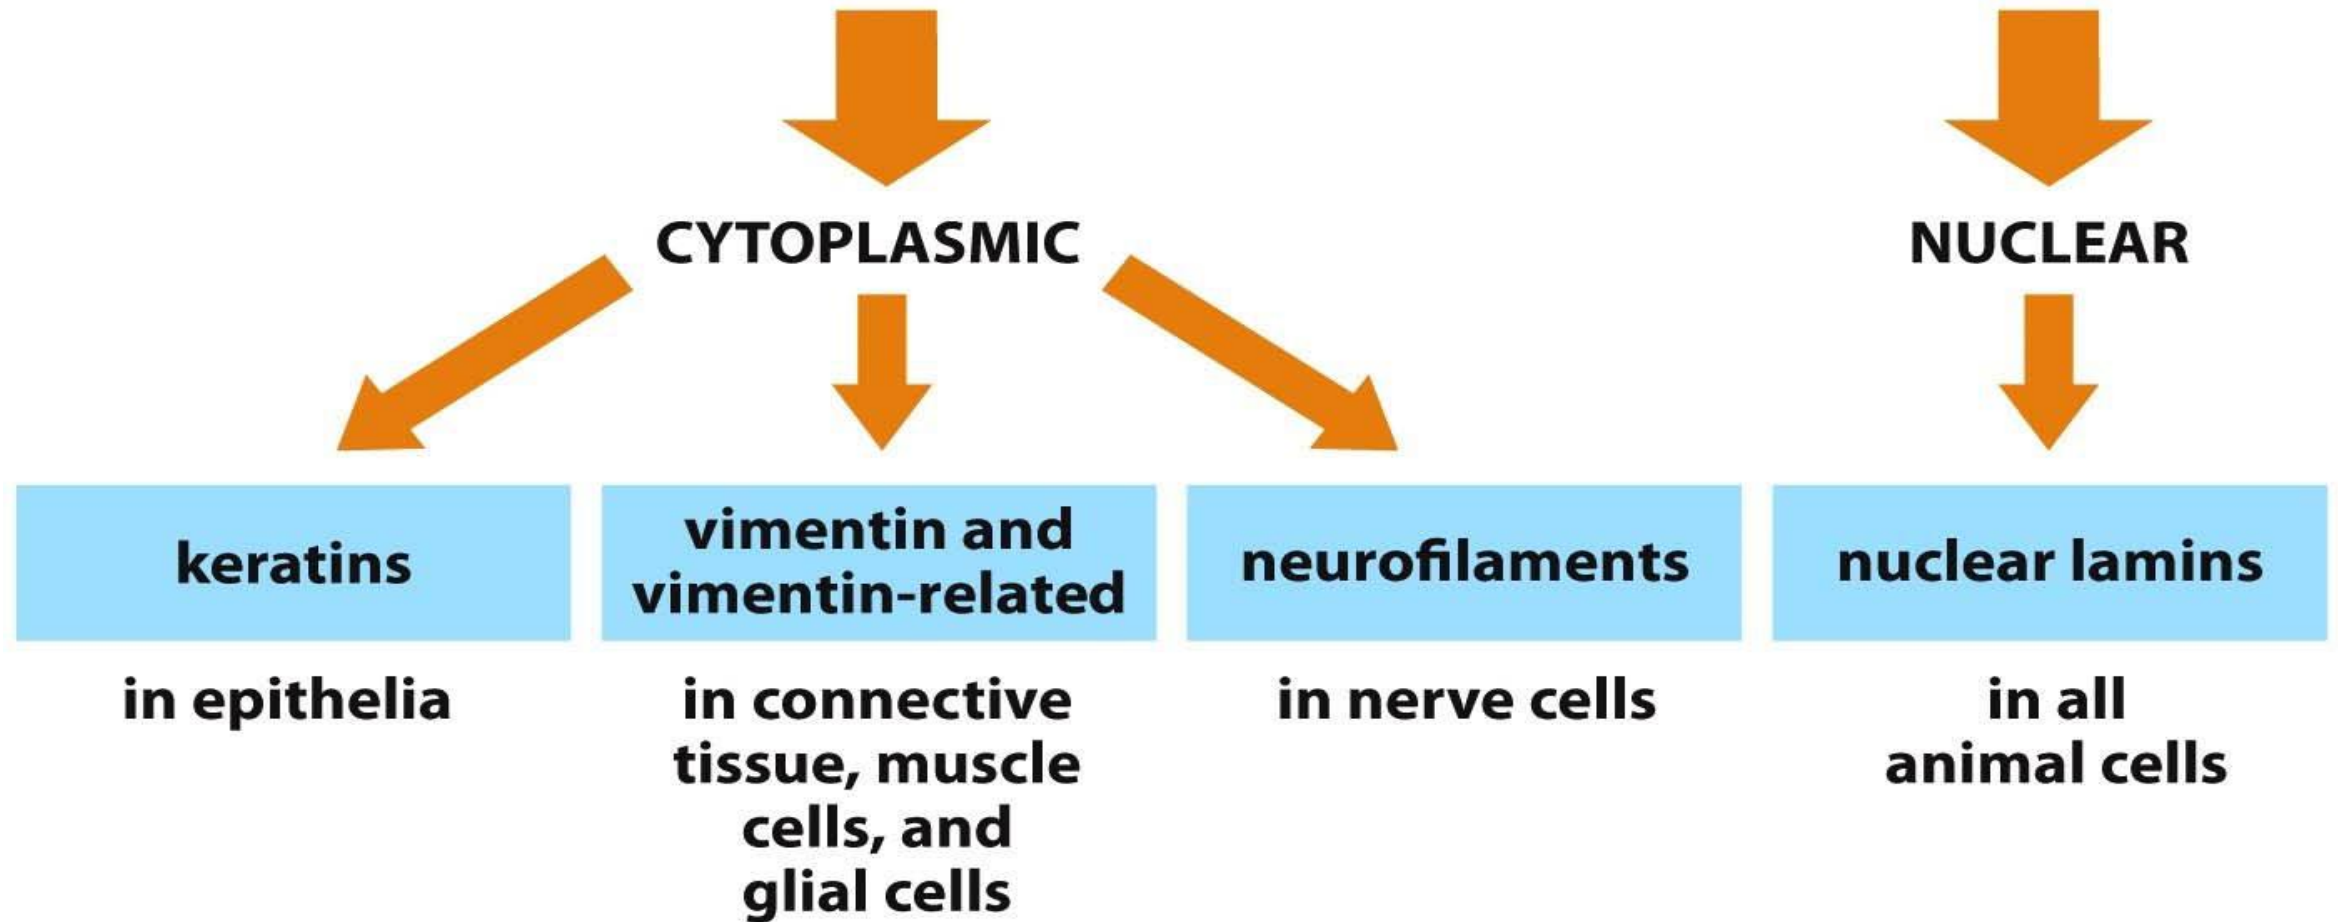 CYTOPLASMIC
NUCLEAR
keratins
vimentin and
vimentin-related
neurofilaments
nuclear lamins
in epithelia
in connective
tissue, muscle
cells, and
glial cells
in nerve cells
in all
animal cells